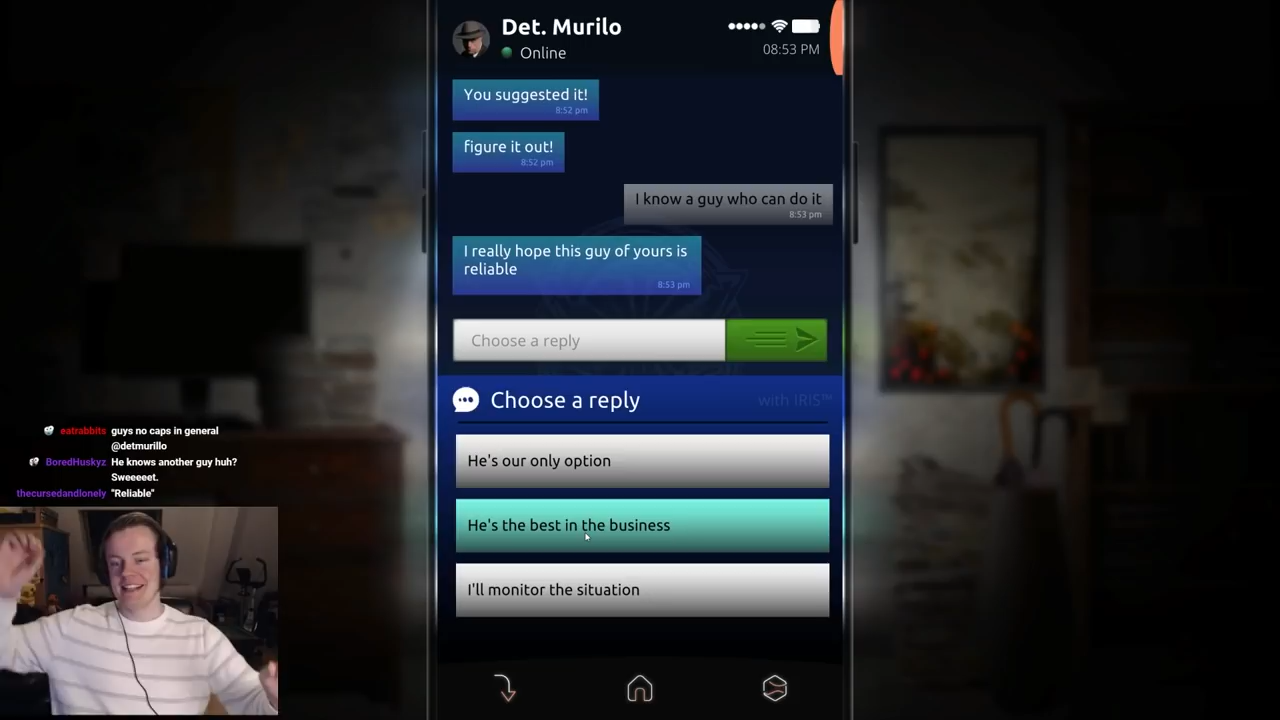 Det. Murilo
Online
08:53 PM
You suggested it!
8:52 pm
figure it out!
8:52 pm
I know a guy who can do it
8:53 pm
I really hope this guy of yours is
reliable
8:53 pm
Choose a reply
Choose a reply
with IRIS™
He's our only option
He's the best in the business
I'll monitor the situation
eatrabbits guys no caps in general
@detmurillo
BoredHuskyz He knows another guy huh?
Sweeeeet.
thecursedandlonely "Reliable"